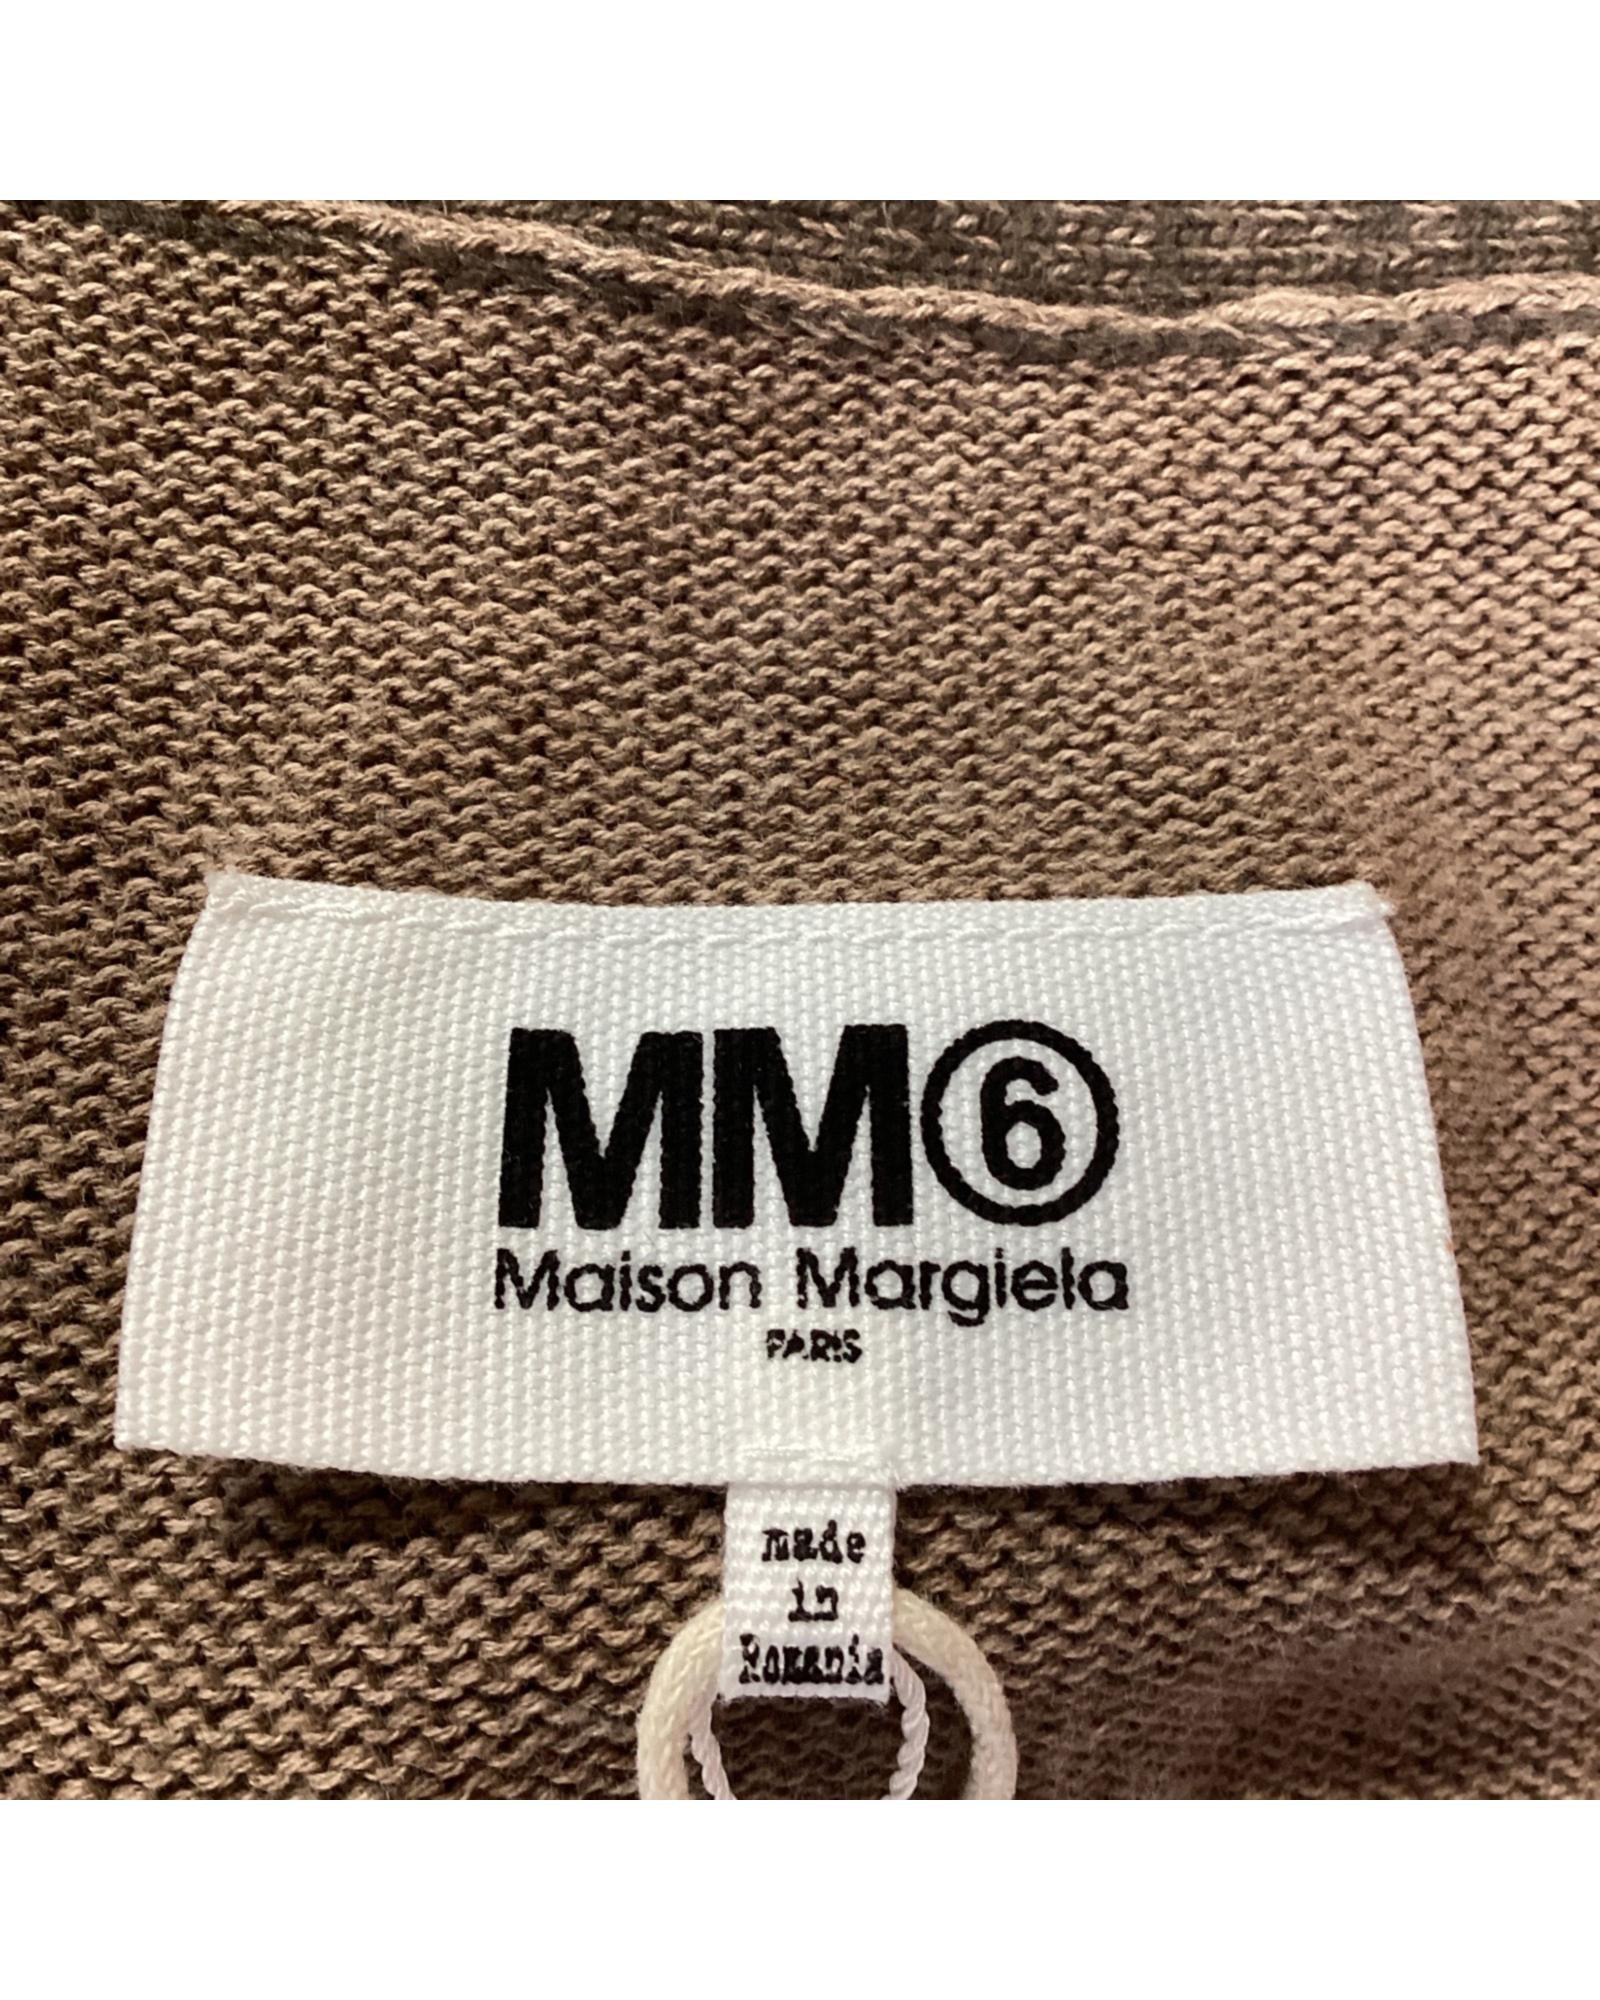 MM⑥
Maison Margiela
PARIS
made
in
Romania